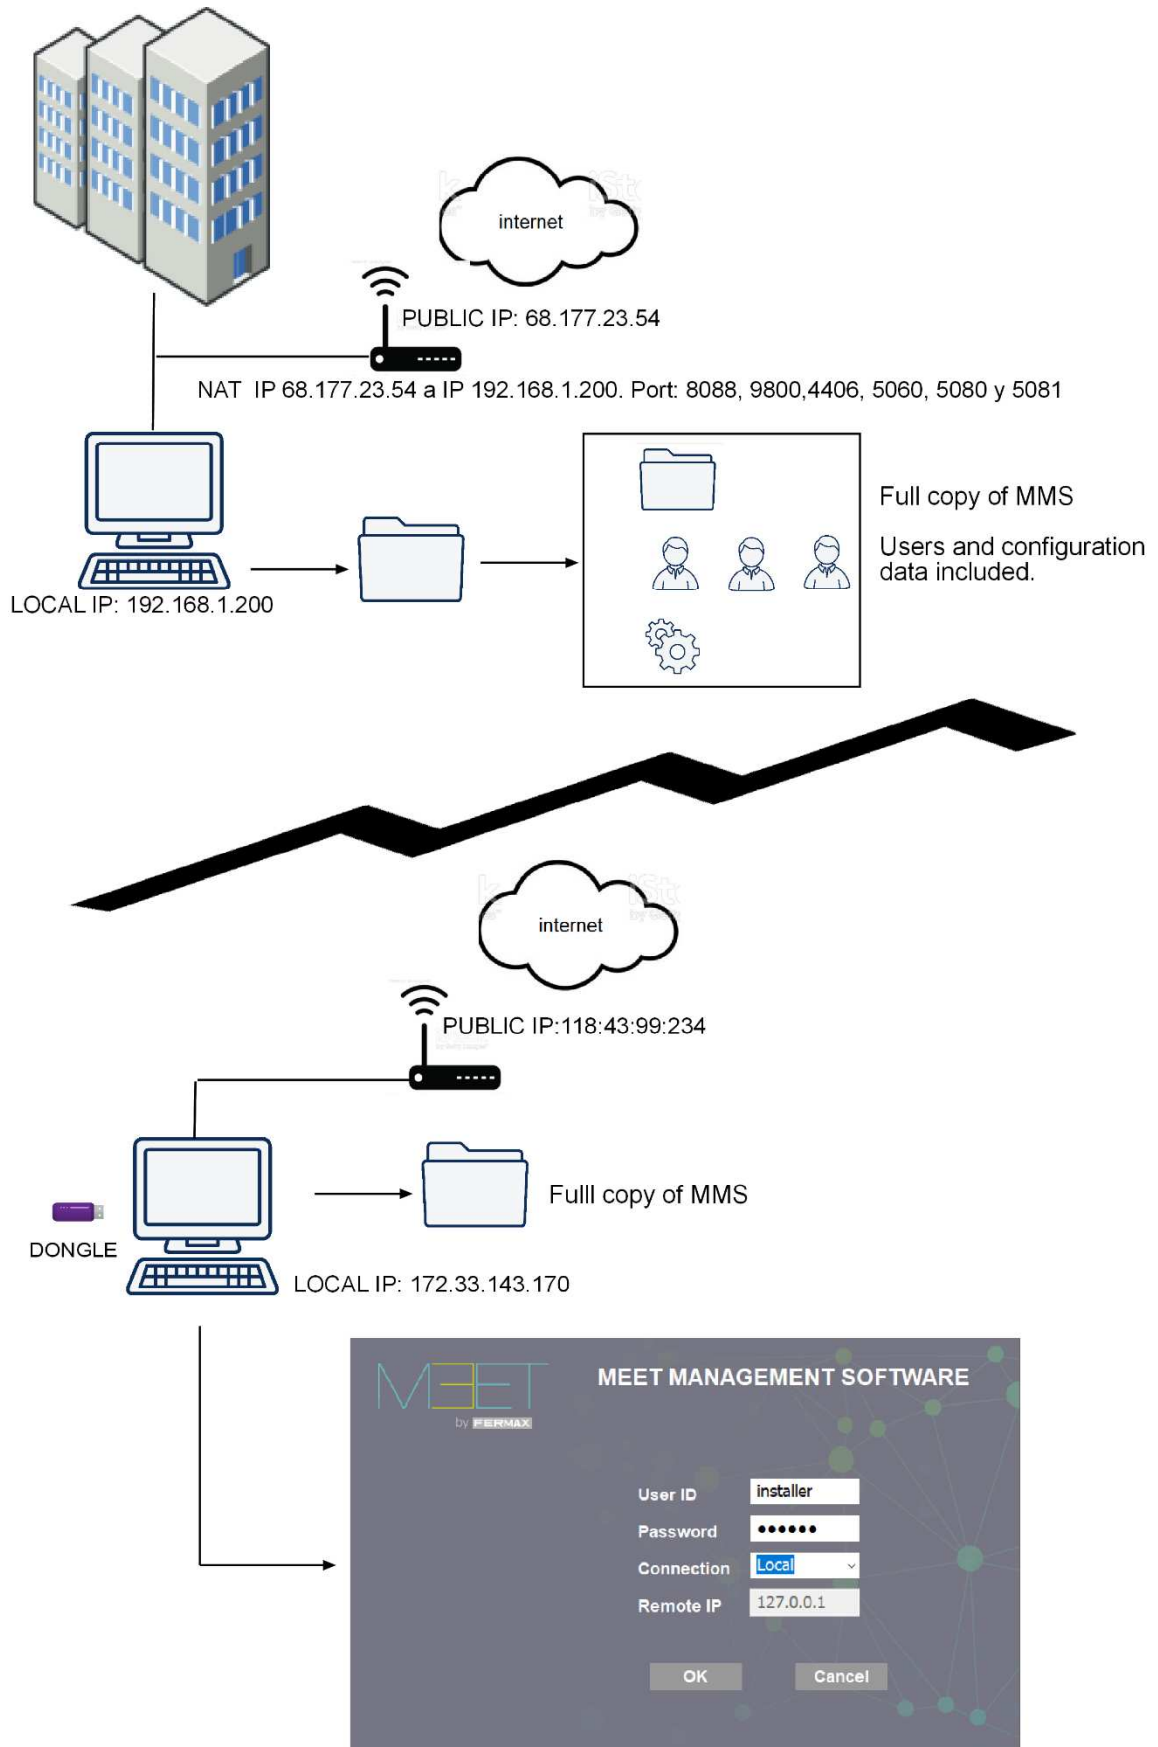 internet
PUBLIC IP: 68.177.23.54
NAT IP 68.177.23.54 a IP 192.168.1.200. Port: 8088, 9800,4406, 5060, 5080 y 5081
Full copy of MMS
Users and configuration
data included.
LOCAL IP: 192.168.1.200
internet
PUBLIC IP:118:43:99:234
Fulll copy of MMS
DONGLE
LOCAL IP: 172.33.143.170
MEET
by FERMAX
MEET MANAGEMENT SOFTWARE
User ID installer
Password ●●●●●●
Connection Local
Remote IP 127.0.0.1
OK Cancel